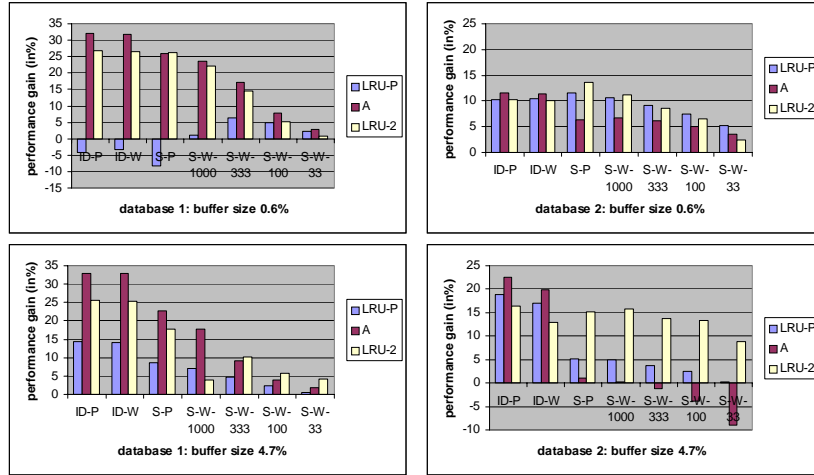 performance gain (in%)
35
30
25
20
15
10
5
0
-5
-10
-15
ID-P
ID-W
S-P
S-W-
1000
S-W-
333
S-W-
100
S-W-
33
LRU-P
A
LRU-2
database 1: buffer size 0.6%
performance gain (in%)
25
20
15
10
5
0
ID-P
ID-W
S-P
S-W-
1000
S-W-
333
S-W-
100
S-W-
33
LRU-P
A
LRU-2
database 2: buffer size 0.6%
performance gain (in%)
35
30
25
20
15
10
5
0
ID-P
ID-W
S-P
S-W-
1000
S-W-
333
S-W-
100
S-W-
33
LRU-P
A
LRU-2
database 1: buffer size 4.7%
performance gain (in%)
25
20
15
10
5
0
-5
-10
ID-P
ID-W
S-P
S-W-
1000
S-W-
333
S-W-
100
S-W-
33
LRU-P
A
LRU-2
database 2: buffer size 4.7%